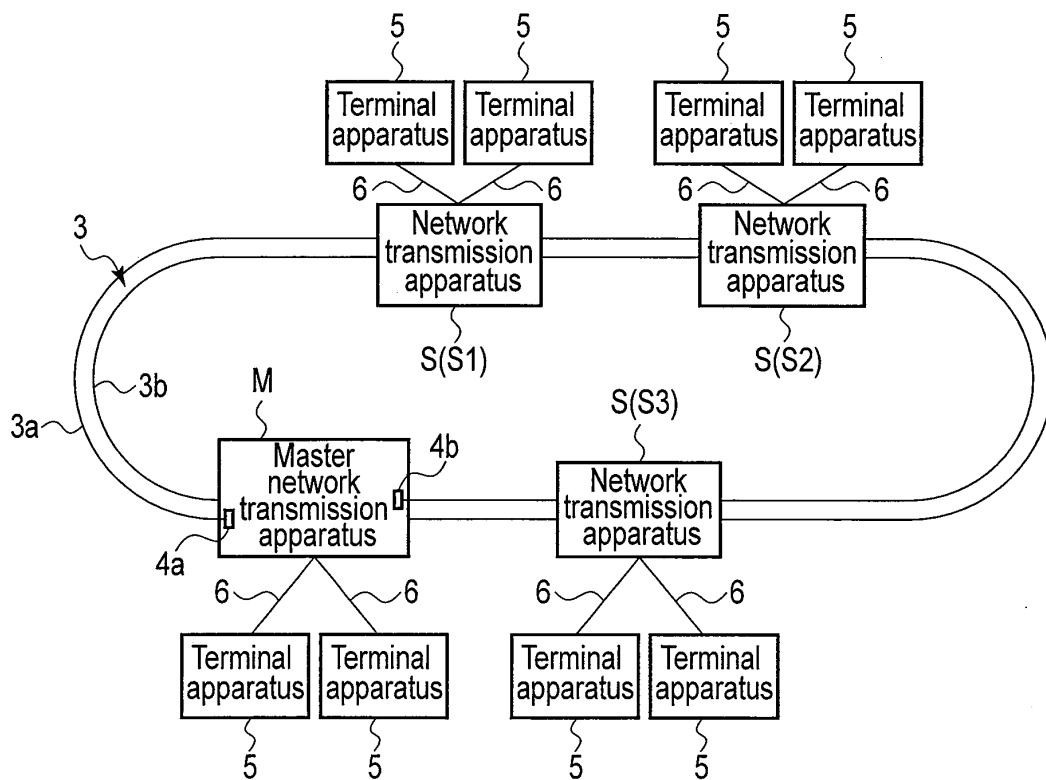 5
5
5
5
Terminal
apparatus
Terminal
apparatus
Terminal
apparatus
Terminal
apparatus
6
6
6
6
Network
transmission
apparatus
Network
transmission
apparatus
3
S(S1)
S(S2)
3b
3a
M
S(S3)
4b
Master
network
transmission
apparatus
Network
transmission
apparatus
4a
6
6
6
6
Terminal
apparatus
Terminal
apparatus
Terminal
apparatus
Terminal
apparatus
5
5
5
5